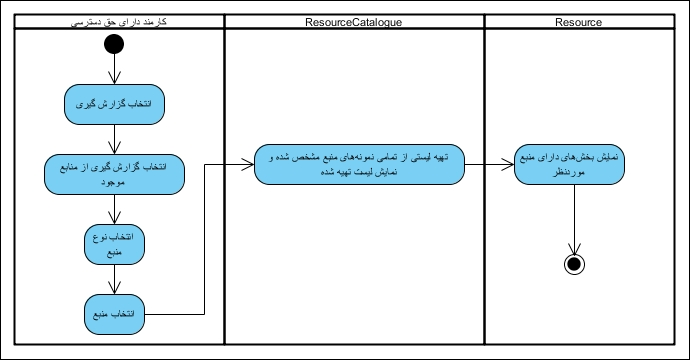 کارمند دارای حق دسترسی
ResourceCatalogue
Resource
انتخاب گزارش گیری
انتخاب گزارش گیری از منابع
موجود
انتخاب نوع
منبع
انتخاب منبع
تهیه لیستی از تمامی نمونه‌های منبع مشخص شده و
نمایش لیست تهیه شده
نمایش بخش‌های دارای منبع
موردنظر